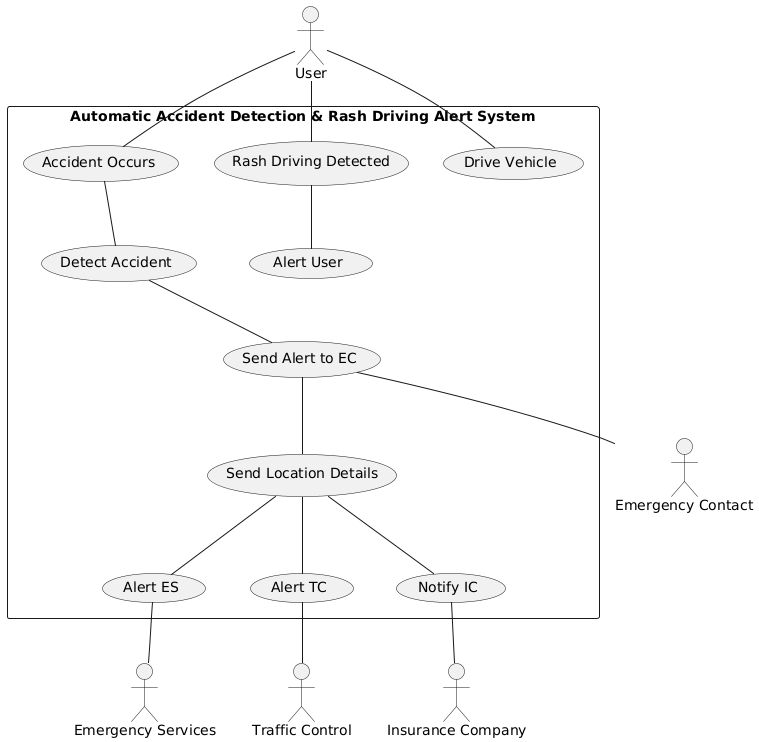 User
Automatic Accident Detection & Rash Driving Alert System
Accident Occurs
Rash Driving Detected
Drive Vehicle
Detect Accident
Alert User
Send Alert to EC
Send Location Details
Emergency Contact
Alert ES
Alert TC
Notify IC
Emergency Services
Traffic Control
Insurance Company